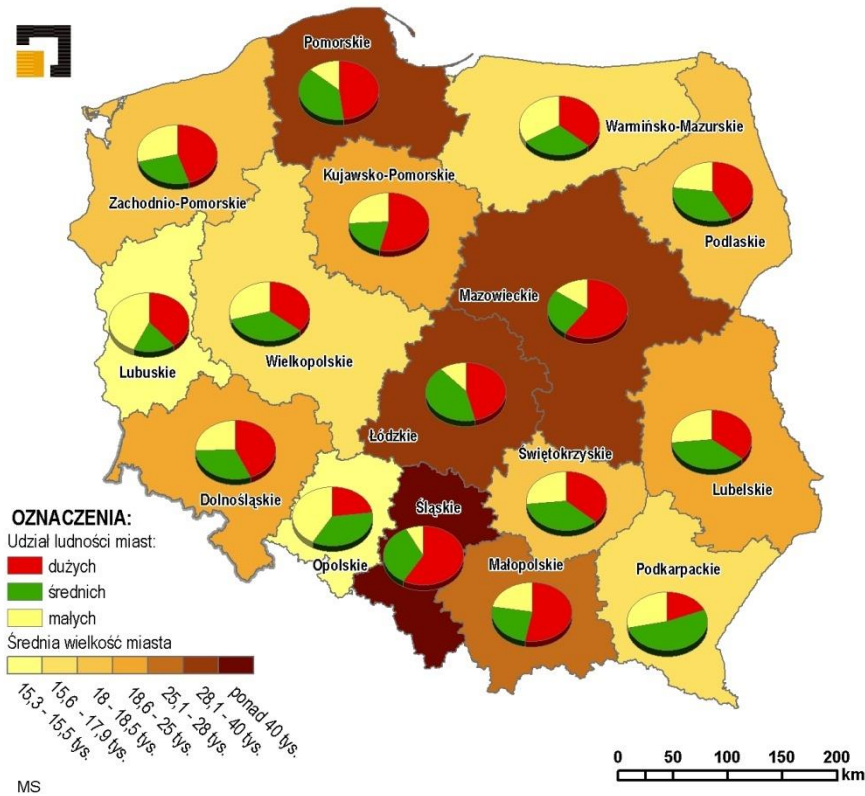 Pomorskie
Warmińsko-Mazurskie
Kujawsko-Pomorskie
Zachodnio-Pomorskie
Podlaskie
Mazowieckie
Wielkopolskie
Lubuskie
Łódzkie
Świętokrzyskie
Lubelskie
Dolnośląskie
Śląskie
Opolskie
Małopolskie
Podkarpackie
OZNACZENIA:
Udział ludności miast:
dużych
średnich
małych
Średnia wielkość miasta
15,3 - 15,5 tys.
15,6 - 17,9 tys.
18 - 18,5 tys.
18,6 - 25 tys.
25,1 - 28 tys.
28,1 - 40 tys.
ponad 40 tys.
0 50 100 150 200
km
MS